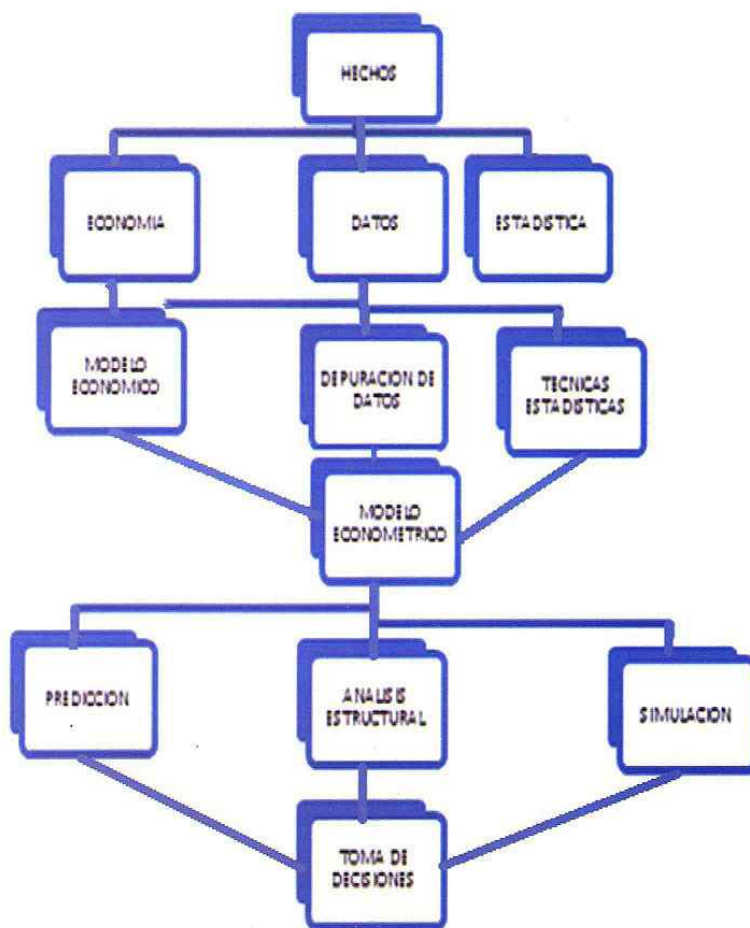 HECHOS
ECONOMIA
DATOS
ESTADISTICA
MODELO
ECONOMICO
DEPURACION DE
DATOS
TECNICAS
ESTADISTICAS
MODELO
ECONOMETRICO
PREDICCION
ANALISIS
ESTRUCTURAL
SIMULACION
TOMA DE
DECISIONES